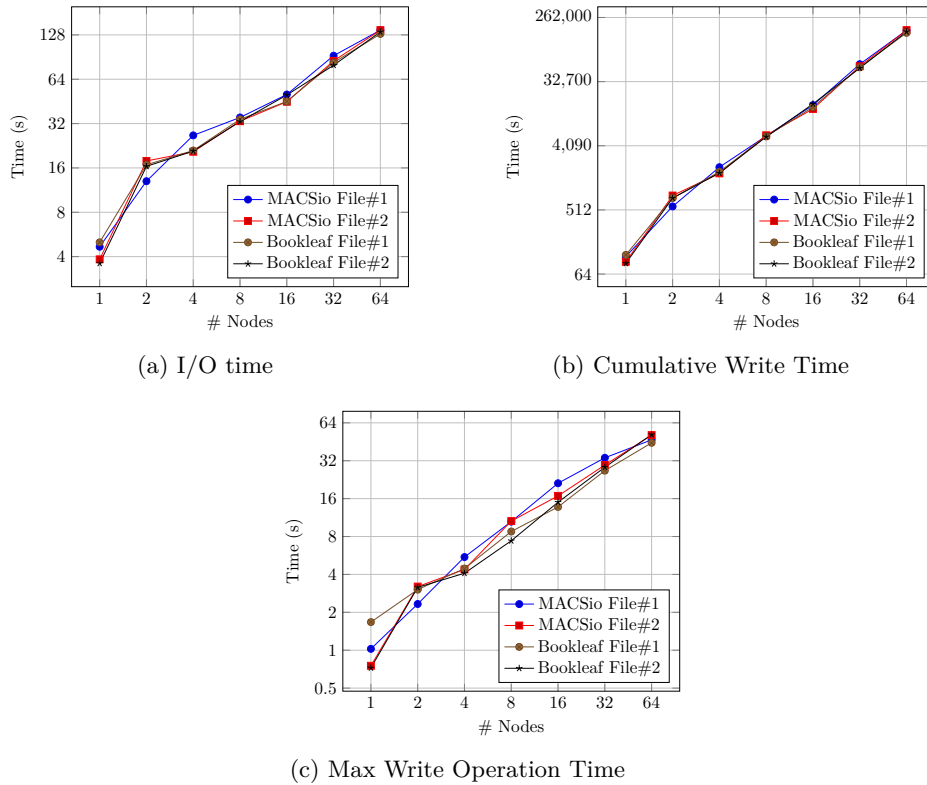 128
64
32
16
8
4
Time (s)
1 2 4 8 16 32 64
# Nodes
MACSio File#1
MACSio File#2
Bookleaf File#1
Bookleaf File#2
(a) I/O time
262,000
32,700
4,090
512
64
Time (s)
1 2 4 8 16 32 64
# Nodes
MACSio File#1
MACSio File#2
Bookleaf File#1
Bookleaf File#2
(b) Cumulative Write Time
64
32
16
8
4
2
1
0.5
Time (s)
1 2 4 8 16 32 64
# Nodes
MACSio File#1
MACSio File#2
Bookleaf File#1
Bookleaf File#2
(c) Max Write Operation Time